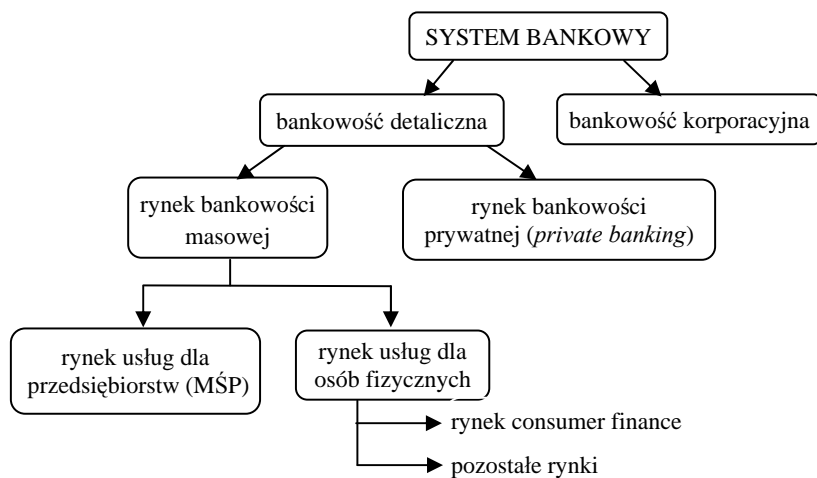 SYSTEM BANKOWY
bankowość detaliczna
bankowość korporacyjna
rynek bankowości
masowej
rynek bankowości
prywatnej (private banking)
rynek usług dla
przedsiębiorstw (MŚP)
rynek usług dla
osób fizycznych
rynek consumer finance
pozostałe rynki